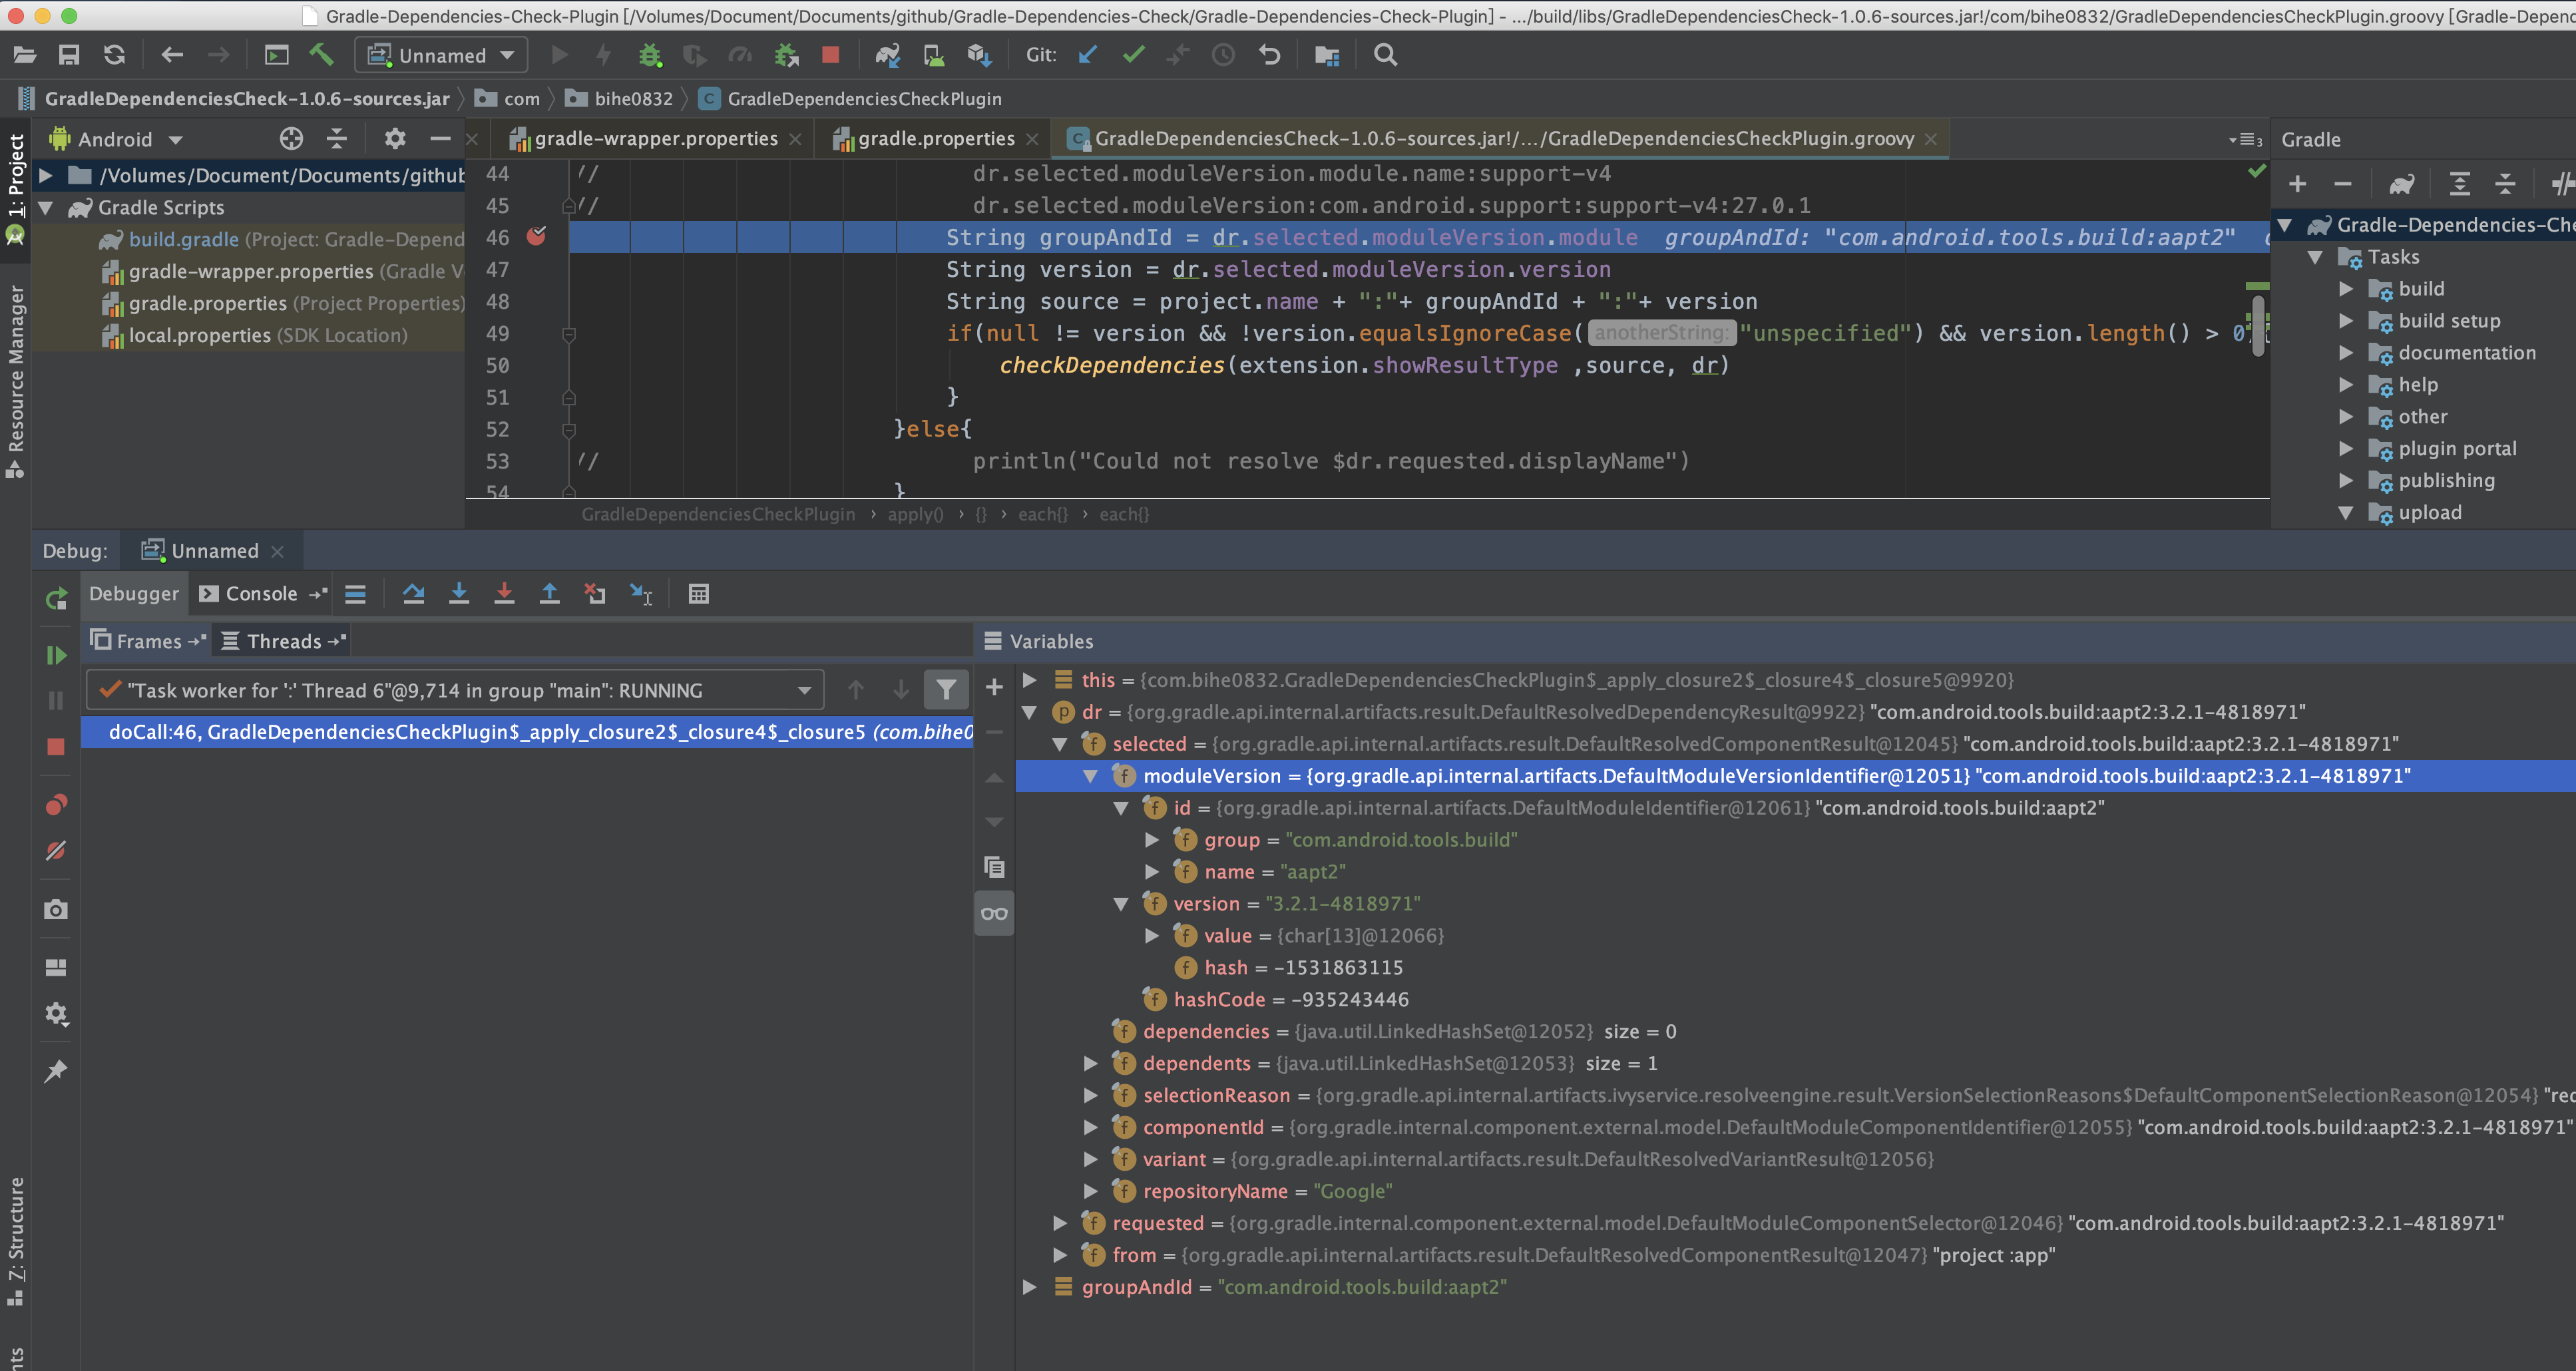 Gradle-Dependencies-Check-Plugin [/Volumes/Document/Documents/github/Gradle-Dependencies-Check/Gradle-Dependencies-Check-Plugin] - .../build/libs/GradleDependenciesCheck-1.0.6-sources.jar!/com/bihe0832/GradleDependenciesCheckPlugin.groovy [Gradle-Dependenc
Unnamed
Git:
GradleDependenciesCheck-1.0.6-sources.jar
com
bihe0832
GradleDependenciesCheckPlugin
1: Project
Resource Manager
Z: Structure
Android
gradle-wrapper.properties
gradle.properties
GradleDependenciesCheck-1.0.6-sources.jar!/.../GradleDependenciesCheckPlugin.groovy
3
Gradle
/Volumes/Document/Documents/github
Gradle Scripts
build.gradle (Project: Gradle-Depend
gradle-wrapper.properties (Gradle V
gradle.properties (Project Properties)
local.properties (SDK Location)
44 // dr.selected.moduleVersion.module.name:support-v4
45 // dr.selected.moduleVersion:com.android.support:support-v4:27.0.1
46 String groupAndId = dr.selected.moduleVersion.module groupAndId: "com.android.tools.build:aapt2"
47 String version = dr.selected.moduleVersion.version
48 String source = project.name + ":"+ groupAndId + ":"+ version
49 if(null != version && !version.equalsIgnoreCase( anotherString: "unspecified") && version.length() > 0
50 checkDependencies(extension.showResultType ,source, dr)
51 }
52 }else{
53 // println("Could not resolve $dr.requested.displayName")
54 }
GradleDependenciesCheckPlugin › apply() › {} › each{} › each{}
Gradle-Dependencies-Che
Tasks
build
build setup
documentation
help
other
plugin portal
publishing
upload
Debug:
Unnamed
Debugger
Console
Frames
Threads
Variables
"Task worker for ':' Thread 6"@9,714 in group "main": RUNNING
doCall:46, GradleDependenciesCheckPlugin$_apply_closure2$_closure4$_closure5 (com.bihe0
this = {com.bihe0832.GradleDependenciesCheckPlugin$_apply_closure2$_closure4$_closure5@9920}
p dr = {org.gradle.api.internal.artifacts.result.DefaultResolvedDependencyResult@9922} "com.android.tools.build:aapt2:3.2.1-4818971"
f selected = {org.gradle.api.internal.artifacts.result.DefaultResolvedComponentResult@12045} "com.android.tools.build:aapt2:3.2.1-4818971"
f moduleVersion = {org.gradle.api.internal.artifacts.DefaultModuleVersionIdentifier@12051} "com.android.tools.build:aapt2:3.2.1-4818971"
f id = {org.gradle.api.internal.artifacts.DefaultModuleIdentifier@12061} "com.android.tools.build:aapt2"
f group = "com.android.tools.build"
f name = "aapt2"
f version = "3.2.1-4818971"
f value = {char[13]@12066}
f hash = -1531863115
f hashCode = -935243446
f dependencies = {java.util.LinkedHashSet@12052} size = 0
f dependents = {java.util.LinkedHashSet@12053} size = 1
f selectionReason = {org.gradle.api.internal.artifacts.ivyservice.resolveengine.result.VersionSelectionReasons$DefaultComponentSelectionReason@12054} "rec
f componentId = {org.gradle.internal.component.external.model.DefaultModuleComponentIdentifier@12055} "com.android.tools.build:aapt2:3.2.1-4818971"
f variant = {org.gradle.api.internal.artifacts.result.DefaultResolvedVariantResult@12056}
f repositoryName = "Google"
f requested = {org.gradle.internal.component.external.model.DefaultModuleComponentSelector@12046} "com.android.tools.build:aapt2:3.2.1-4818971"
f from = {org.gradle.api.internal.artifacts.result.DefaultResolvedComponentResult@12047} "project :app"
groupAndId = "com.android.tools.build:aapt2"